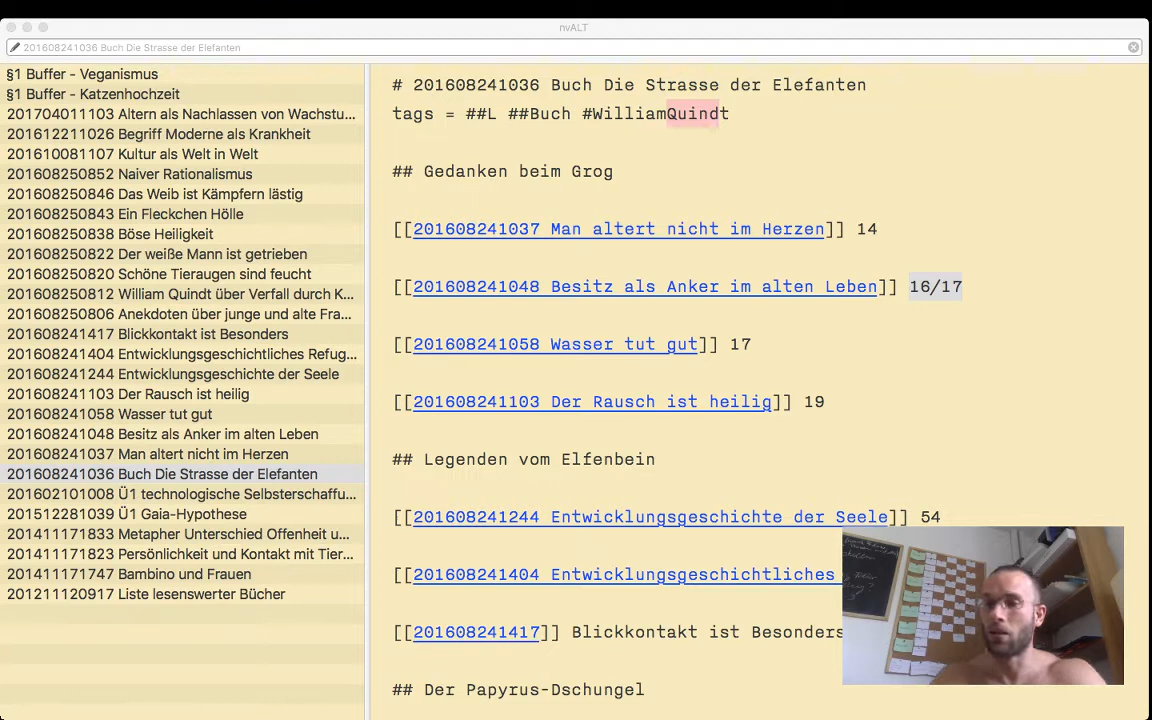 nvALT
201608241036 Buch Die Strasse der Elefanten
§1 Buffer - Veganismus
§1 Buffer - Katzenhochzeit
201704011103 Altern als Nachlassen von Wachstu...
201612211026 Begriff Moderne als Krankheit
201610081107 Kultur als Welt in Welt
201608250852 Naiver Rationalismus
201608250846 Das Weib ist Kämpfern lästig
201608250843 Ein Fleckchen Hölle
201608250838 Böse Heiligkeit
201608250822 Der weiße Mann ist getrieben
201608250820 Schöne Tieraugen sind feucht
201608250812 William Quindt über Verfall durch K...
201608250806 Anekdoten über junge und alte Fra...
201608241417 Blickkontakt ist Besonders
201608241404 Entwicklungsgeschichtliches Refug...
201608241244 Entwicklungsgeschichte der Seele
201608241103 Der Rausch ist heilig
201608241058 Wasser tut gut
201608241048 Besitz als Anker im alten Leben
201608241037 Man altert nicht im Herzen
201608241036 Buch Die Strasse der Elefanten
201602101008 Ü1 technologische Selbsterschaffu...
201512281039 Ü1 Gaia-Hypothese
201411171833 Metapher Unterschied Offenheit u...
201411171823 Persönlichkeit und Kontakt mit Tier...
201411171747 Bambino und Frauen
201211120917 Liste lesenswerter Bücher
# 201608241036 Buch Die Strasse der Elefanten
tags = ##L ##Buch #WilliamQuindt
## Gedanken beim Grog
[[201608241037 Man altert nicht im Herzen]] 14
[[201608241048 Besitz als Anker im alten Leben]] 16/17
[[201608241058 Wasser tut gut]] 17
[[201608241103 Der Rausch ist heilig]] 19
## Legenden vom Elfenbein
[[201608241244 Entwicklungsgeschichte der Seele]] 54
[[201608241404 Entwicklungsgeschichtliches
[[201608241417]] Blickkontakt ist Besonders
## Der Papyrus-Dschungel